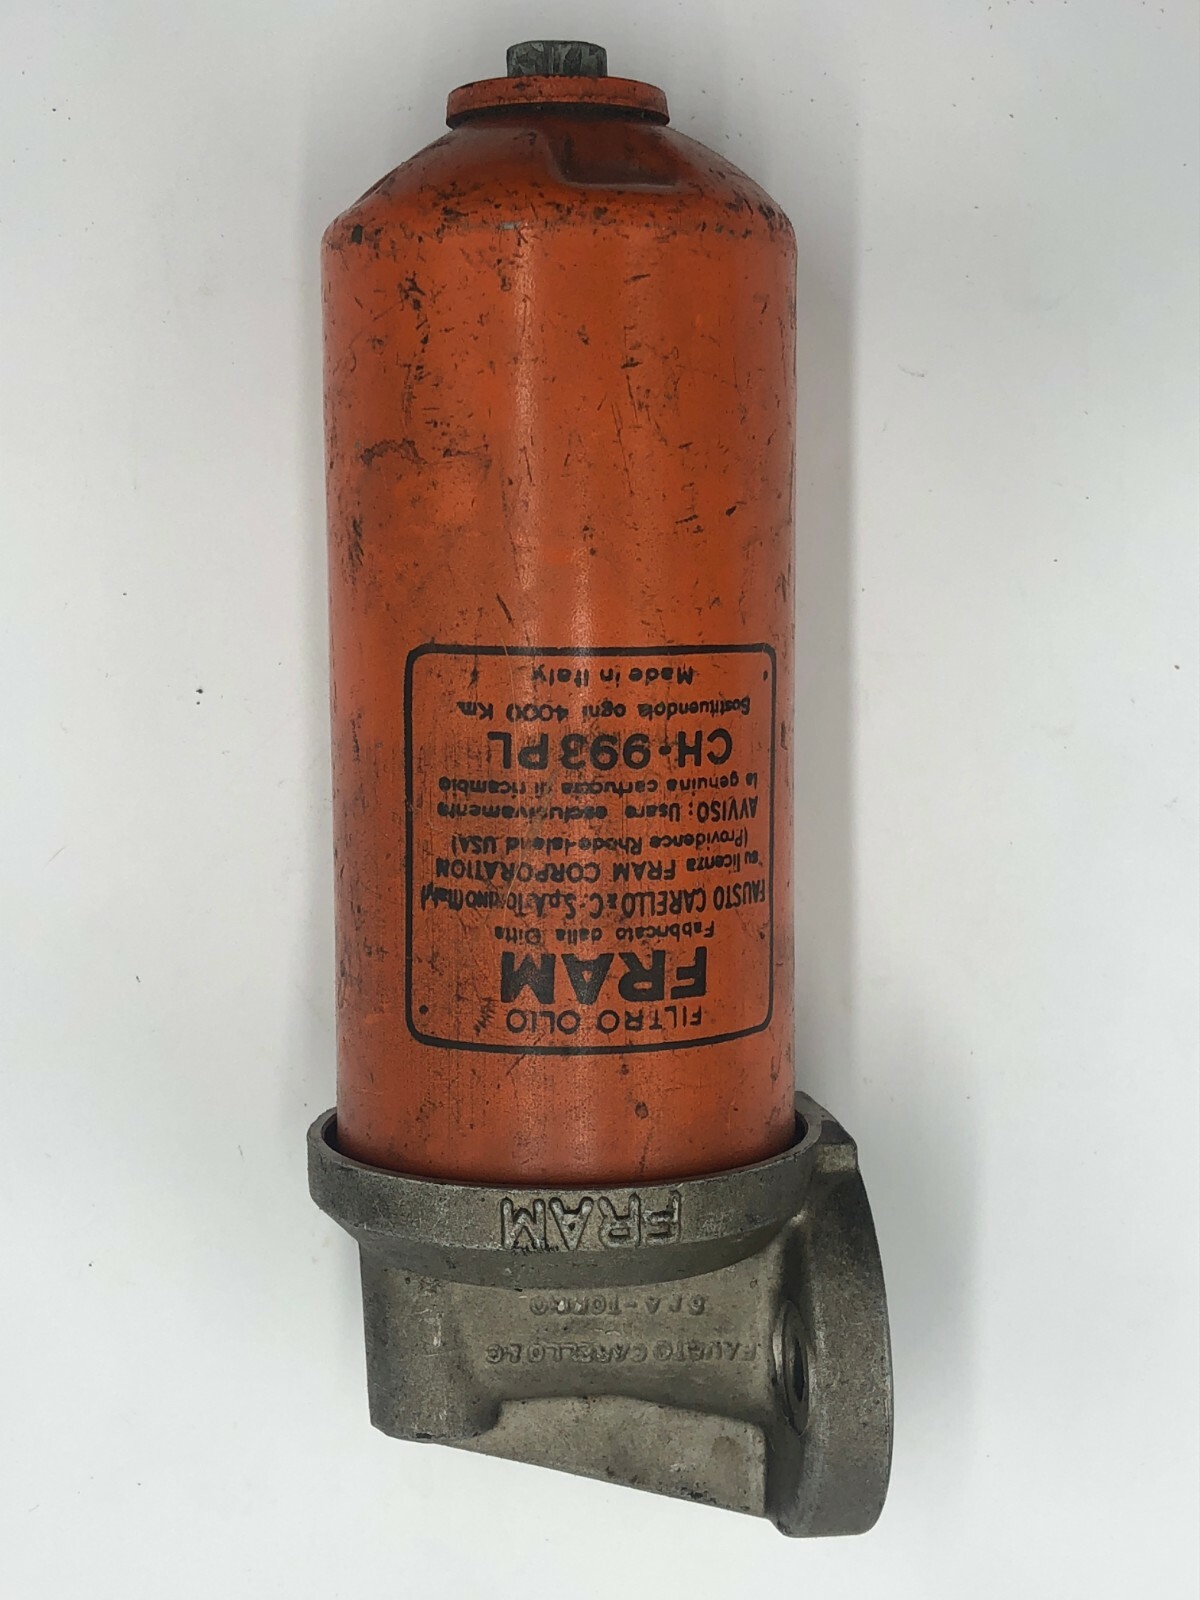 FILTRO OLIO
FRAM
Fabbricato dalla Ditta
FAUSTO CARELLO & C. S.p.A. TORINO (Italy)
su licenza FRAM CORPORATION
(Providence Rhode-Island USA)
AVVISO: Usare esclusivamente
la genuina cartuccia di ricambio
CH-993PL
Sostituendola ogni 4000 Km.
Made in Italy
FRAM
FAUSTO CARELLO & C
S.P.A - TORINO